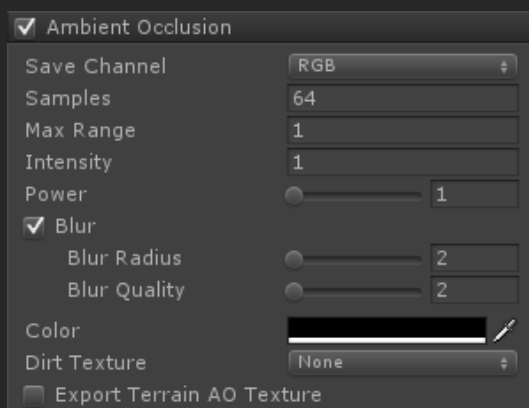 Ambient Occlusion
Save Channel RGB
Samples 64
Max Range 1
Intensity 1
Power 1
Blur
Blur Radius 2
Blur Quality 2
Color
Dirt Texture None
Export Terrain AO Texture